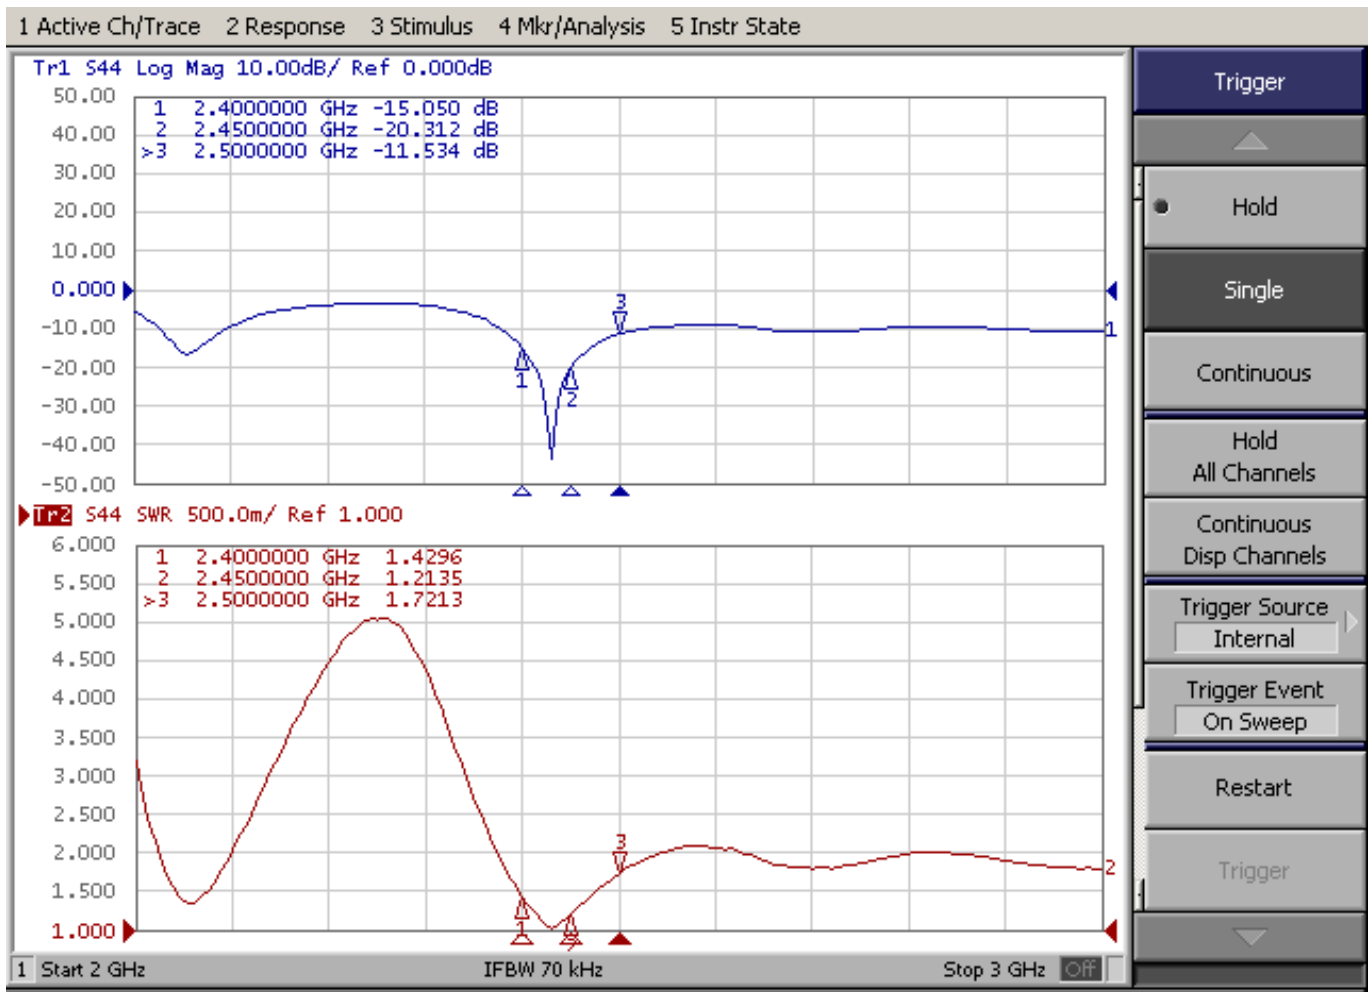 1 Active Ch/Trace 2 Response 3 Stimulus 4 Mkr/Analysis 5 Instr State
Tr1 S44 Log Mag 10.00dB/ Ref 0.000dB
50.00
40.00
30.00
20.00
10.00
0.000
-10.00
-20.00
-30.00
-40.00
-50.00
1 2.4000000 GHz -15.050 dB
2 2.4500000 GHz -20.312 dB
>3 2.5000000 GHz -11.534 dB
3
1
2
1
Tr2 S44 SWR 500.0m/ Ref 1.000
6.000
5.500
5.000
4.500
4.000
3.500
3.000
2.500
2.000
1.500
1.000
1 2.4000000 GHz 1.4296
2 2.4500000 GHz 1.2135
>3 2.5000000 GHz 1.7213
3
1
2
2
1 Start 2 GHz IFBW 70 kHz Stop 3 GHz Off
Trigger
Hold
Single
Continuous
Hold
All Channels
Continuous
Disp Channels
Trigger Source
Internal
Trigger Event
On Sweep
Restart
Trigger